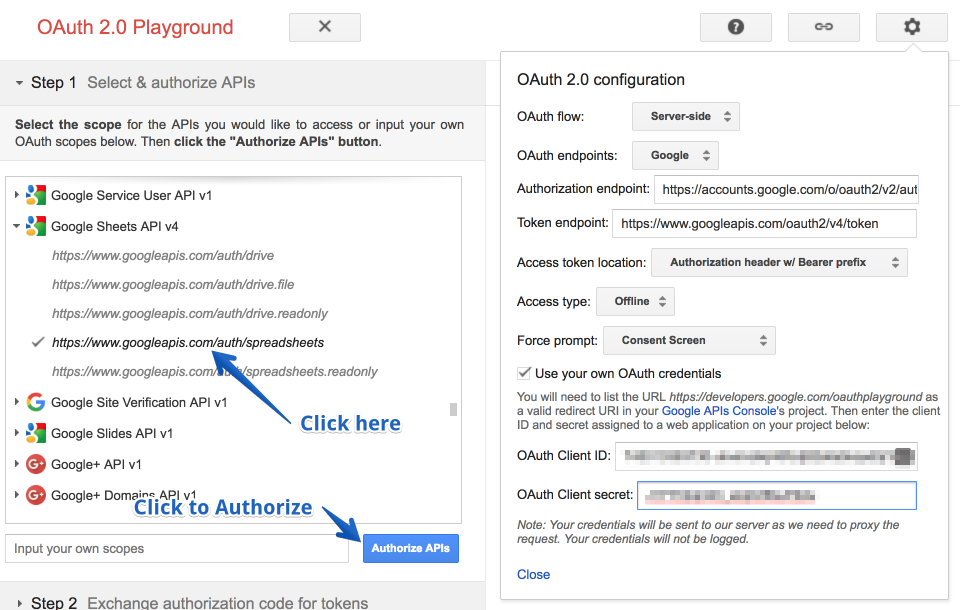 OAuth 2.0 Playground
Step 1 Select & authorize APIs
Select the scope for the APIs you would like to access or input your own
OAuth scopes below. Then click the "Authorize APIs" button.
Google Service User API v1
Google Sheets API v4
https://www.googleapis.com/auth/drive
https://www.googleapis.com/auth/drive.file
https://www.googleapis.com/auth/drive.readonly
https://www.googleapis.com/auth/spreadsheets
https://www.googleapis.com/auth/spreadsheets.readonly
Google Site Verification API v1
Click here
Google Slides API v1
Google+ API v1
Google+ Domains API v1
Click to Authorize
Input your own scopes
Authorize APIs
Step 2 Exchange authorization code for tokens
OAuth 2.0 configuration
OAuth flow: Server-side
OAuth endpoints: Google
Authorization endpoint: https://accounts.google.com/o/oauth2/v2/aut
Token endpoint: https://www.googleapis.com/oauth2/v4/token
Access token location: Authorization header w/ Bearer prefix
Access type: Offline
Force prompt: Consent Screen
Use your own OAuth credentials
You will need to list the URL https://developers.google.com/oauthplayground as
a valid redirect URI in your Google APIs Console's project. Then enter the client
ID and secret assigned to a web application on your project below:
OAuth Client ID:
OAuth Client secret:
Note: Your credentials will be sent to our server as we need to proxy the
request. Your credentials will not be logged.
Close